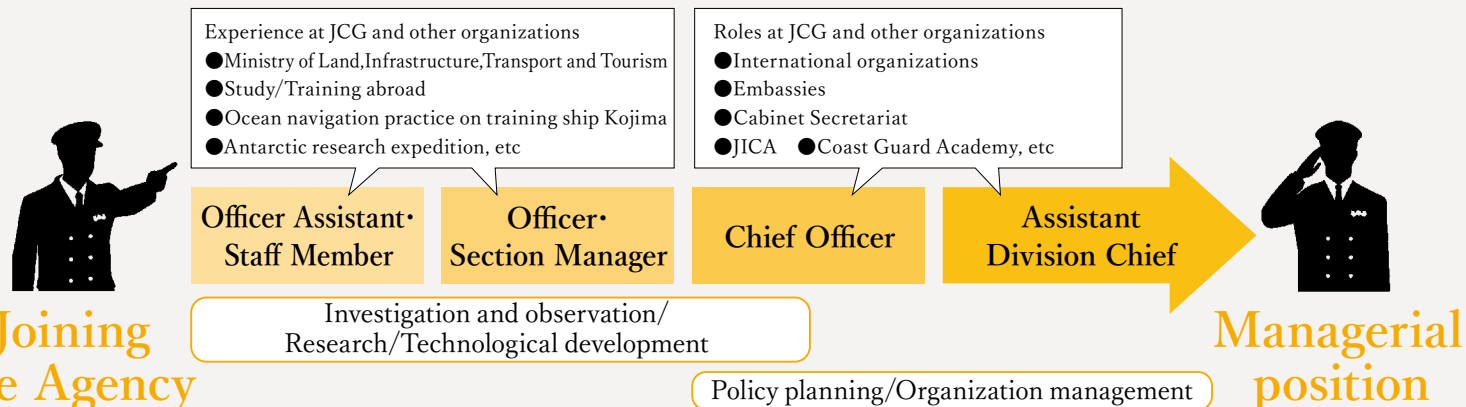 Experience at JCG and other organizations
●Ministry of Land,Infrastructure,Transport and Tourism
●Study/Training abroad
●Ocean navigation practice on training ship Kojima
●Antarctic research expedition, etc
Roles at JCG and other organizations
●International organizations
●Embassies
●Cabinet Secretariat
●JICA ●Coast Guard Academy, etc
Officer Assistant・
Staff Member
Officer・
Section Manager
Chief Officer
Assistant
Division Chief
Investigation and observation/
Research/Technological development
Policy planning/Organization management
Joining
e Agency
Managerial
position